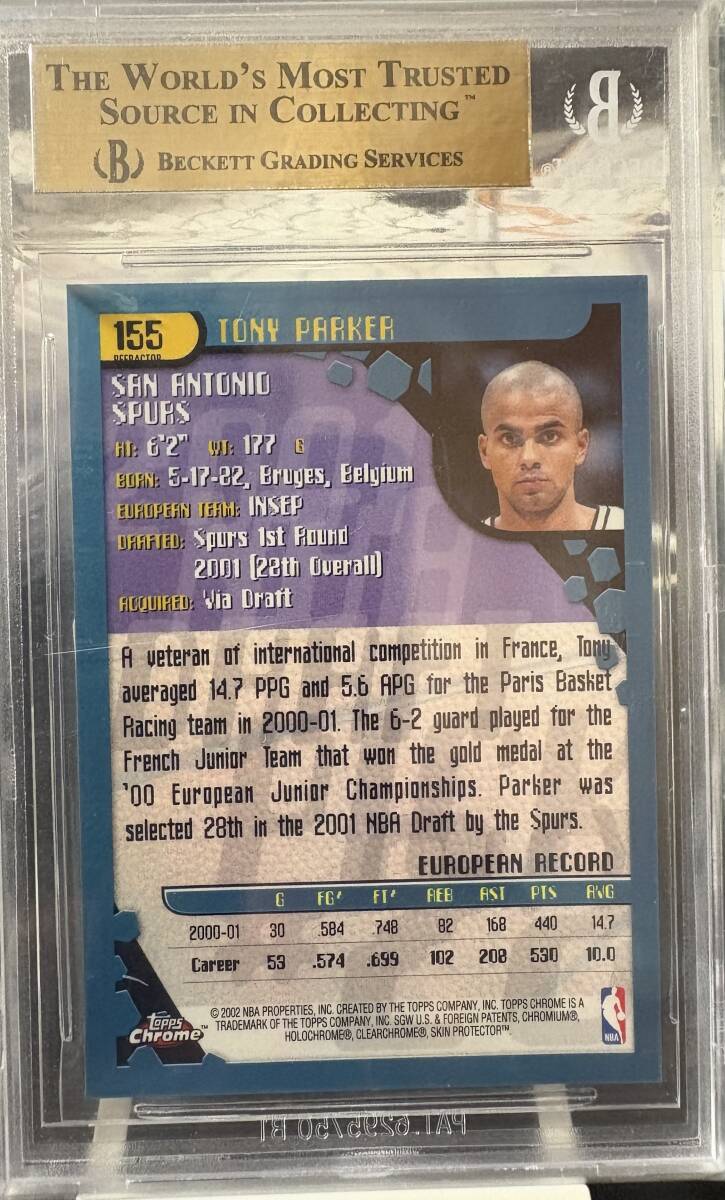 THE WORLD'S MOST TRUSTED
SOURCE IN COLLECTING™
(B) BECKETT GRADING SERVICES
B
155 TONY PARKER
REFRACTOR
SAN ANTONIO
SPURS
HT: 6'2" WT: 177 G
BORN: 5-17-82, Bruges, Belgium
EUROPEAN TEAM: INSEP
DRAFTED: Spurs 1st Round
2001 (28th Overall)
ACQUIRED: Via Draft
A veteran of international competition in France, Tony
averaged 14.7 PPG and 5.6 APG for the Paris Basket
Racing team in 2000-01. The 6-2 guard played for the
French Junior Team that won the gold medal at the
'00 European Junior Championships. Parker was
selected 28th in the 2001 NBA Draft by the Spurs.
EUROPEAN RECORD
G FG' FT' REB AST PTS AVG
2000-01 30 .584 .748 82 168 440 14.7
Career 53 .574 .699 102 208 530 10.0
© 2002 NBA PROPERTIES, INC. CREATED BY THE TOPPS COMPANY, INC. TOPPS CHROME IS A
TRADEMARK OF THE TOPPS COMPANY, INC. SGW U.S. & FOREIGN PATENTS, CHROMIUM®,
HOLOCHROME®, CLEARCHROME®, SKIN PROTECTOR™.
Topps
Chrome™
NBA